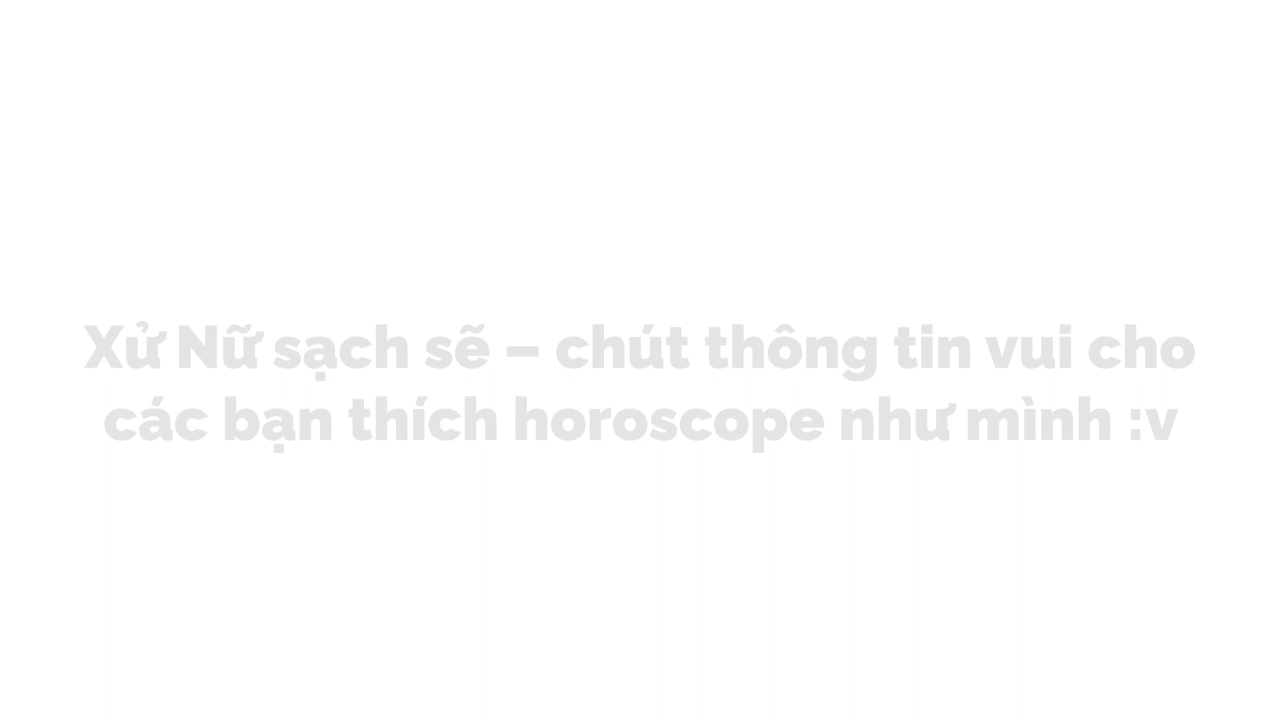 Xử Nữ sạch sẽ – chút thông tin vui cho
các bạn thích horoscope như mình :v